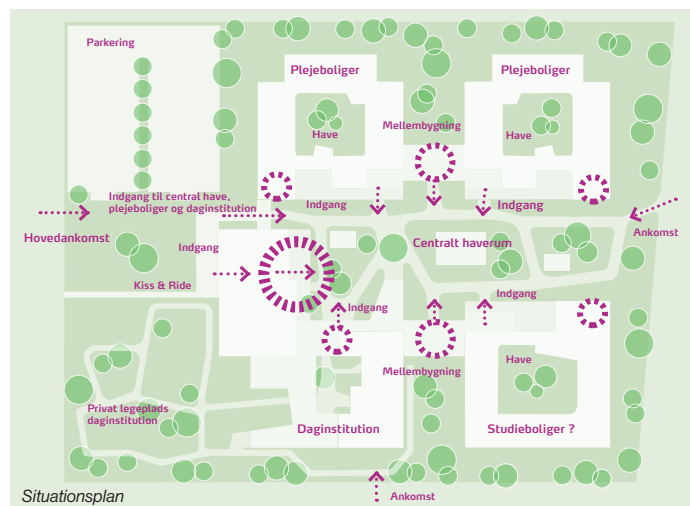 Parkering
Plejeboliger
Plejeboliger
Have
Mellembygning
Have
Indgang til central have,
plejeboliger og daginstitution
Indgang
Indgang
Hovedankomst
Indgang
Centralt haverum
Ankomst
Kiss & Ride
Indgang
Indgang
Mellembygning
Have
Privat legeplads
daginstitution
Daginstitution
Studieboliger ?
Situationsplan
Ankomst